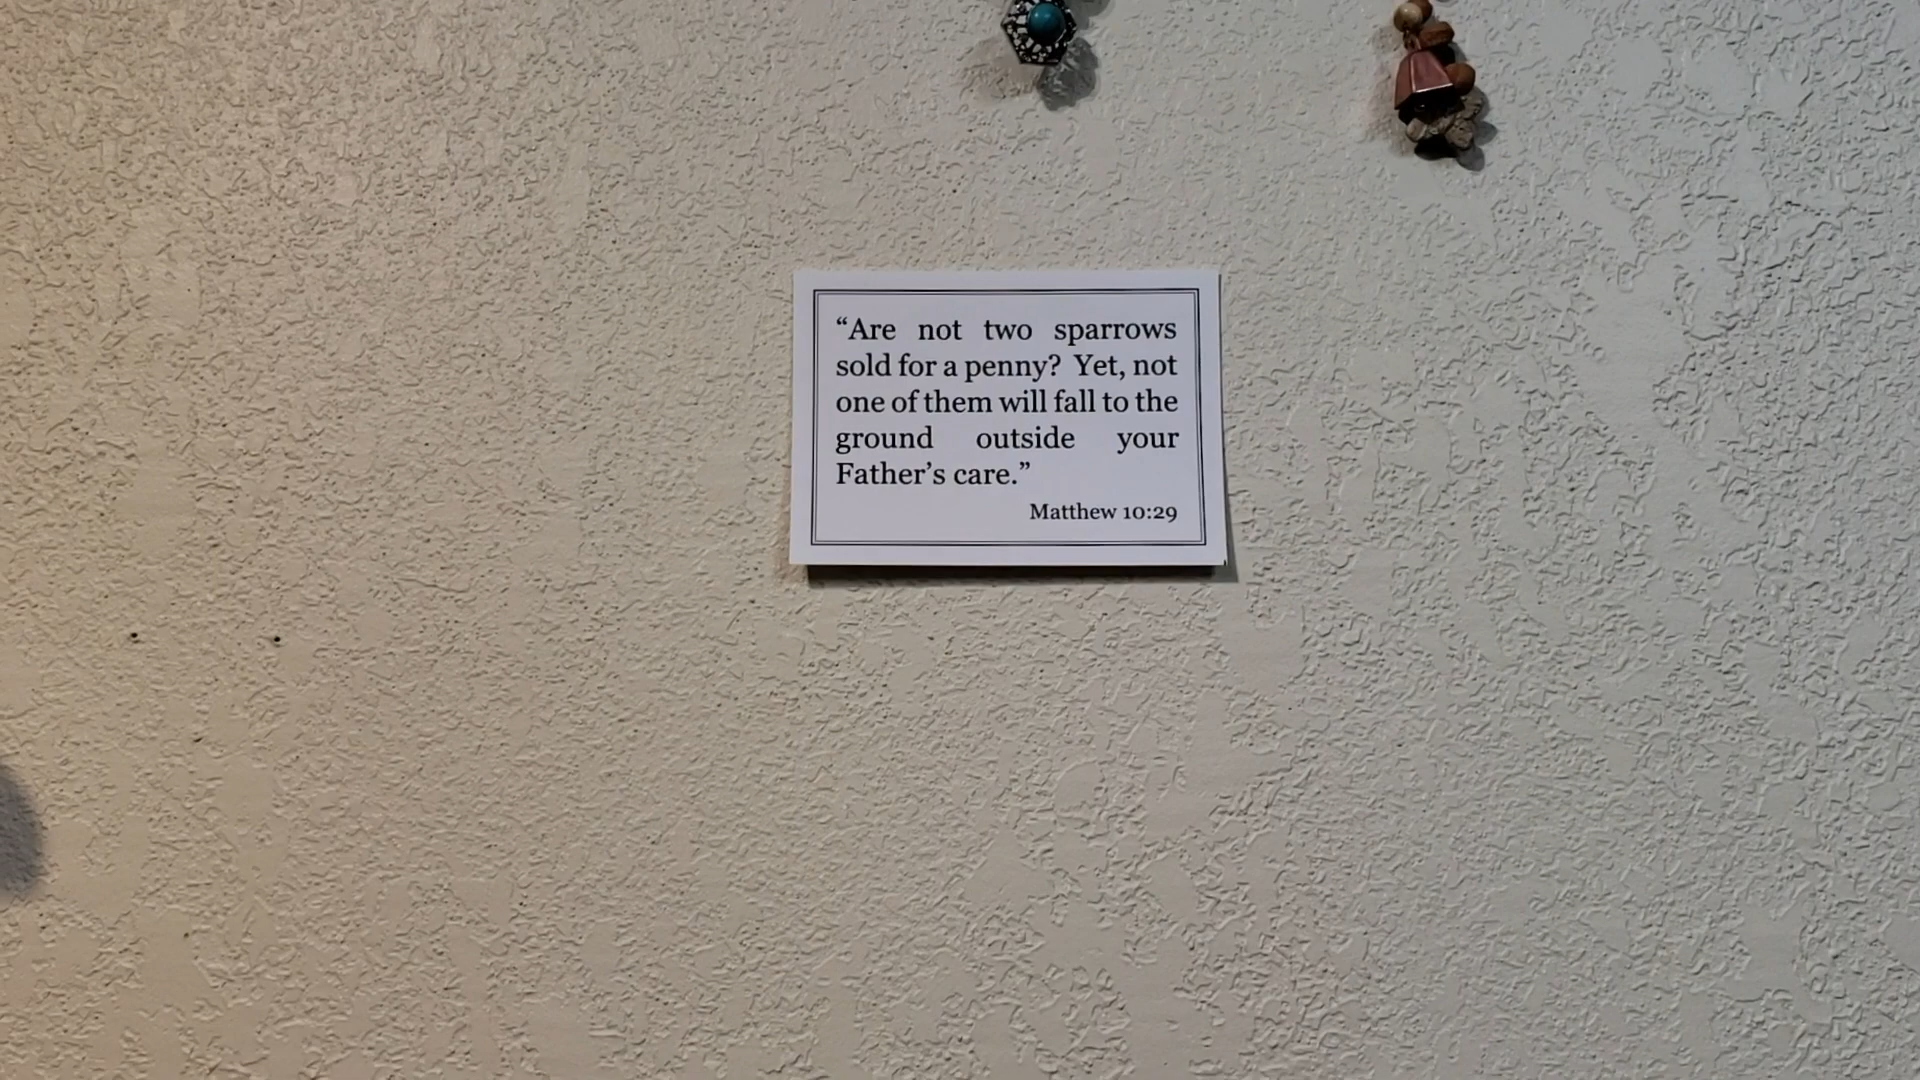 “Are not two sparrows
sold for a penny? Yet, not
one of them will fall to the
ground outside your
Father’s care.”
Matthew 10:29